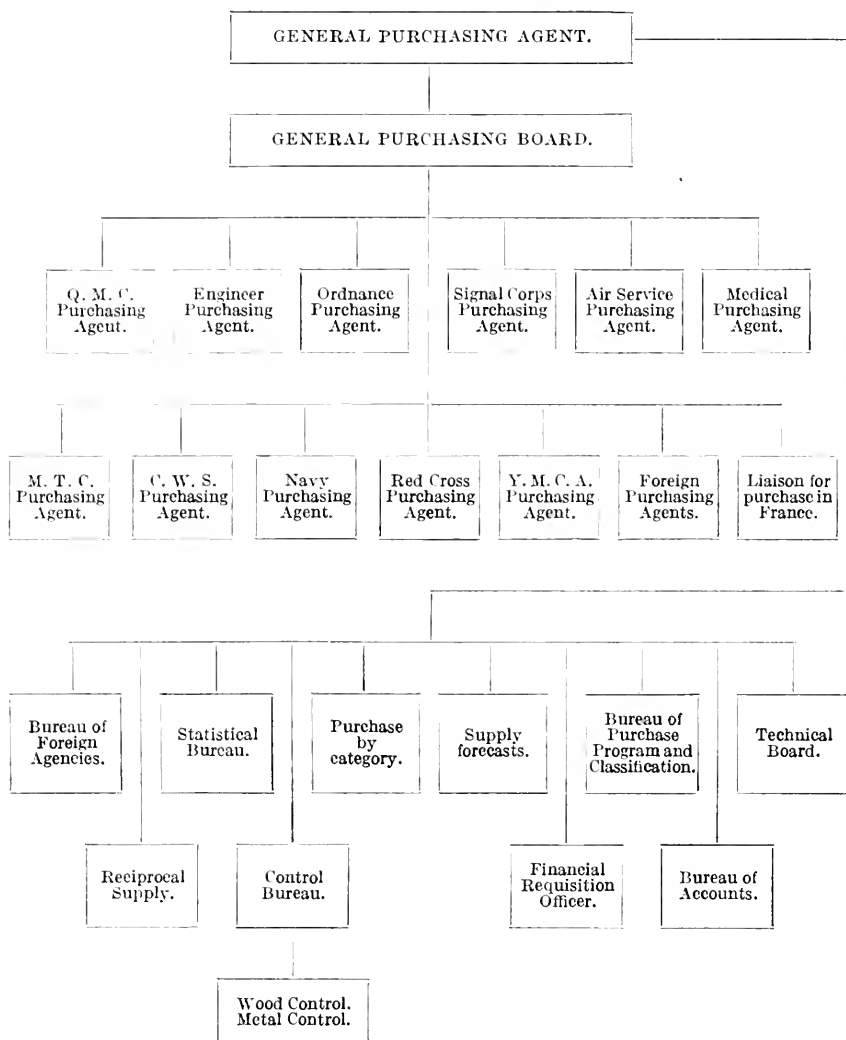 GENERAL PURCHASING AGENT.
GENERAL PURCHASING BOARD.
Q. M. C.
Purchasing
Agent.
Engineer
Purchasing
Agent.
Ordnance
Purchasing
Agent.
Signal Corps
Purchasing
Agent.
Air Service
Purchasing
Agent.
Medical
Purchasing
Agent.
M. T. C.
Purchasing
Agent.
C. W. S.
Purchasing
Agent.
Navy
Purchasing
Agent.
Red Cross
Purchasing
Agent.
Y. M. C. A.
Purchasing
Agent.
Foreign
Purchasing
Agents.
Liaison for
purchase in
France.
Bureau of
Foreign
Agencies.
Statistical
Bureau.
Purchase
by
category.
Supply
forecasts.
Bureau of
Purchase
Program and
Classification.
Technical
Board.
Reciprocal
Supply.
Control
Bureau.
Financial
Requisition
Officer.
Bureau of
Accounts.
Wood Control.
Metal Control.